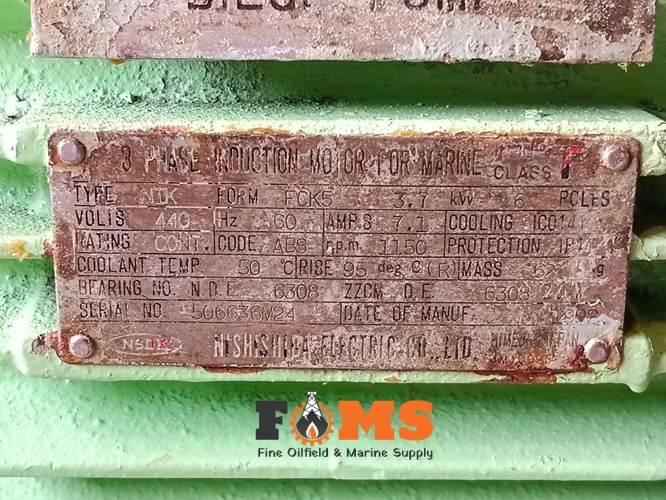 3 PHASE INDUCTION MOTOR FOR MARINE CLASS F
TYPE NTK FORM FCK5 3.7 kW 6 POLES
VOLTS 440 Hz 60 AMP.S 7.1 COOLING IC0141
RATING CONT. CODE ABS r.p.m. 1150 PROTECTION
COOLANT TEMP. 50 °C RISE 95 deg C (R) MASS
BEARING NO. N.D.E. 6308 ZZCM D.E. 6309
SERIAL NO. 506636M24 DATE OF MANUF.
NISHISHIBA ELECTRIC CO., LTD. HIMEJI JAPAN
FOMS
Fine Oilfield & Marine Supply